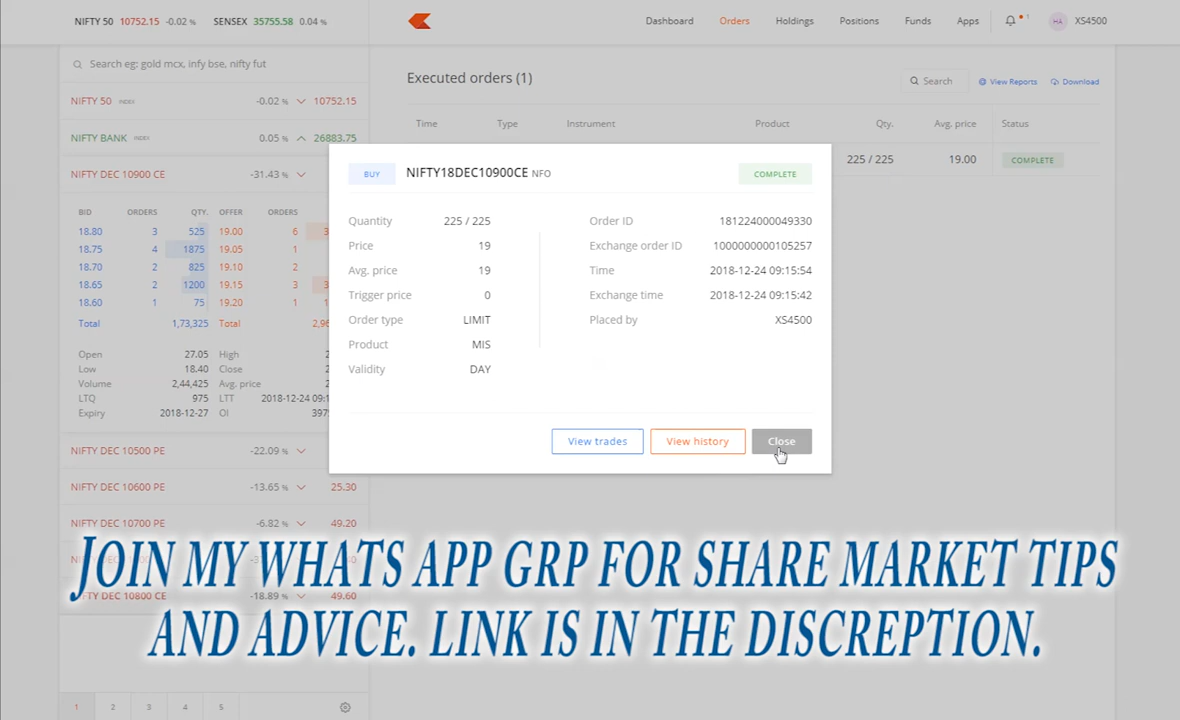 NIFTY 50 10752.15 -0.02 % SENSEX 35755.58 0.04 %
Dashboard Orders Holdings Positions Funds Apps 1 HA XS4500
Search eg: gold mcx, infy bse, nifty fut
Executed orders (1)
Search View Reports Download
NIFTY 50 INDEX -0.02 % 10752.15
Time Type Instrument Product Qty. Avg. price Status
NIFTY BANK INDEX 0.05 % 26883.75
225 / 225 19.00 COMPLETE
NIFTY DEC 10900 CE -31.43 %
BUY NIFTY18DEC10900CE NFO COMPLETE
BID ORDERS QTY. OFFER ORDERS
18.80 3 525 19.00 6
18.75 4 1875 19.05 1
18.70 2 825 19.10 2
18.65 2 1200 19.15 3
18.60 1 75 19.20 1
Total 1,73,325 Total
Open 27.05 High
Low 18.40 Close
Volume 2,44,425 Avg. price
LTQ 975 LTT 2018-12-24
Expiry 2018-12-27 OI
Quantity 225 / 225
Price 19
Avg. price 19
Trigger price 0
Order type LIMIT
Product MIS
Validity DAY
Order ID 181224000049330
Exchange order ID 1000000000105257
Time 2018-12-24 09:15:54
Exchange time 2018-12-24 09:15:42
Placed by XS4500
View trades View history Close
NIFTY DEC 10500 PE -22.09 %
NIFTY DEC 10600 PE -13.65 % 25.30
NIFTY DEC 10700 PE -6.82 % 49.20
JOIN MY WHATS APP GRP FOR SHARE MARKET TIPS
NIFTY DEC 10800 CE -18.89 % 49.60
AND ADVICE. LINK IS IN THE DISCREPTION.
1 2 3 4 5